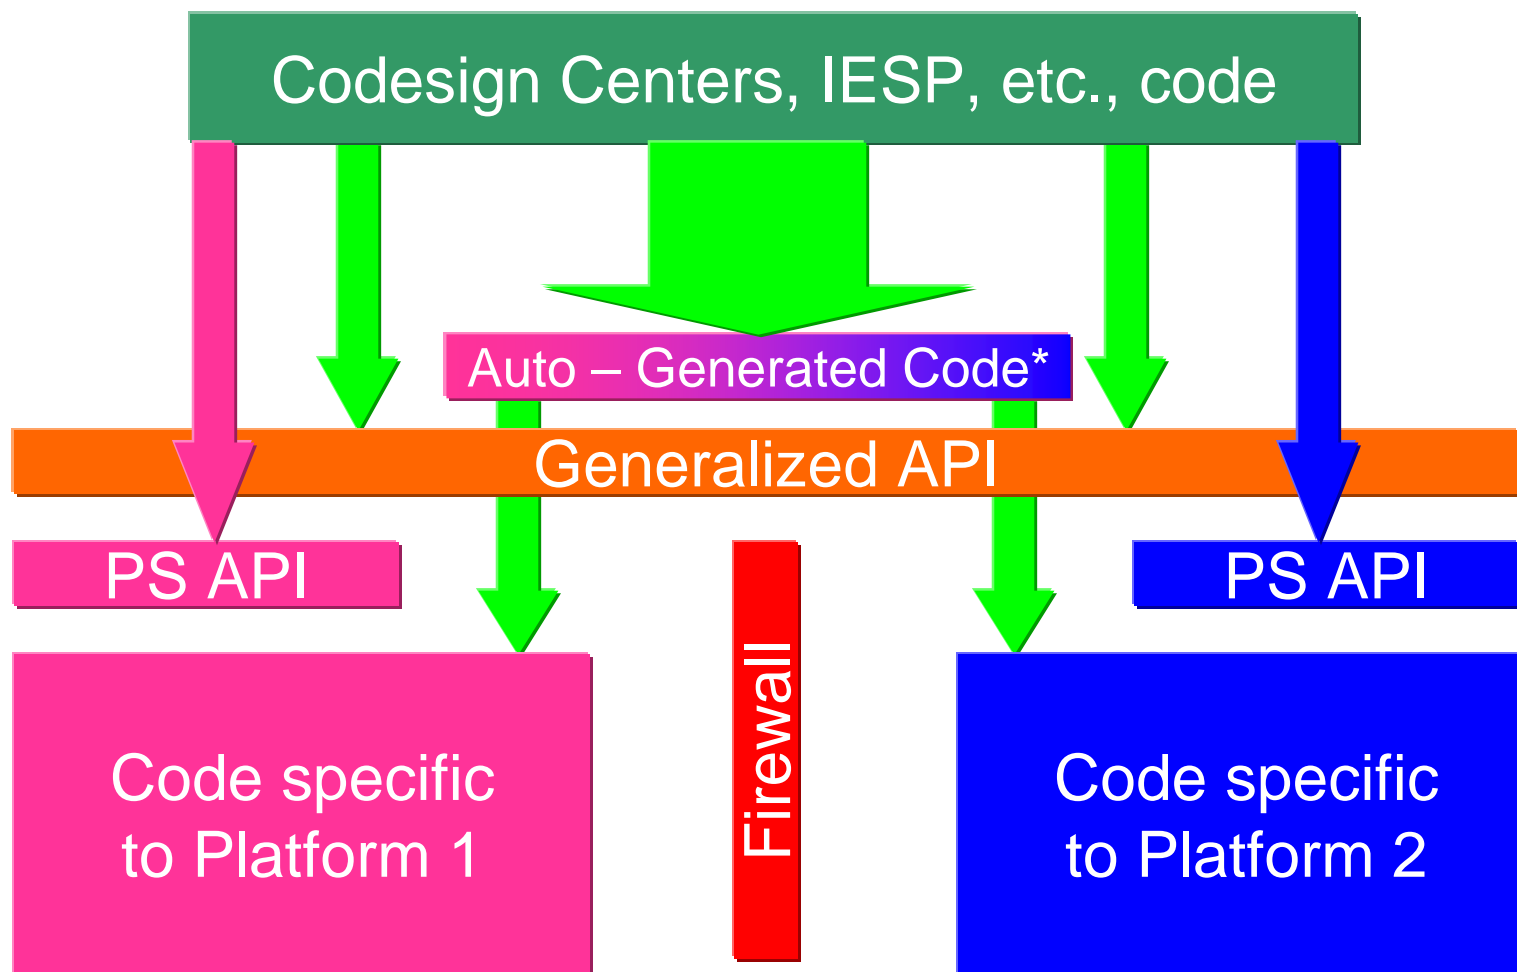 Codesign Centers, IESP, etc., code
Auto – Generated Code*
Generalized API
PS API
PS API
Firewall
Code specific
to Platform 1
Code specific
to Platform 2